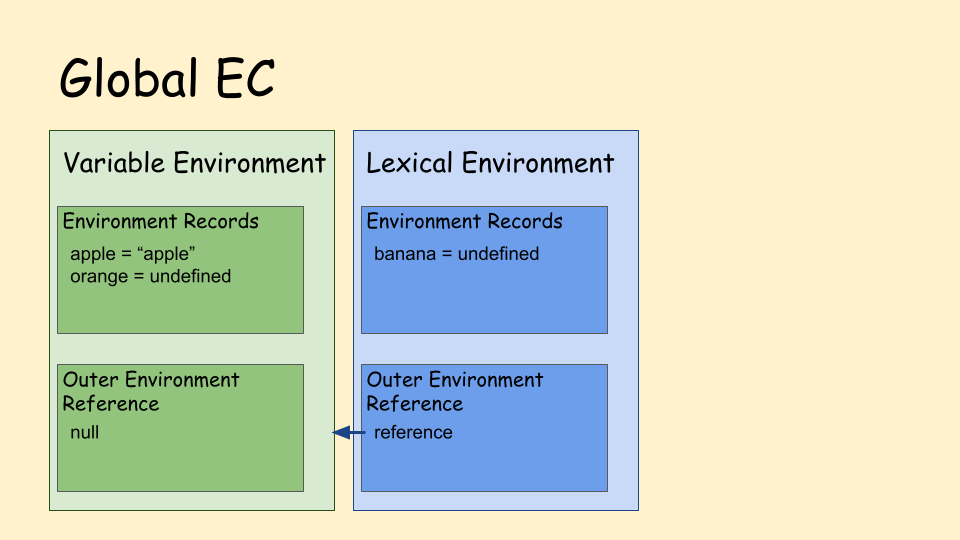 Global EC
Variable Environment
Environment Records
apple = “apple”
orange = undefined
Outer Environment
Reference
null
Lexical Environment
Environment Records
banana = undefined
Outer Environment
Reference
reference